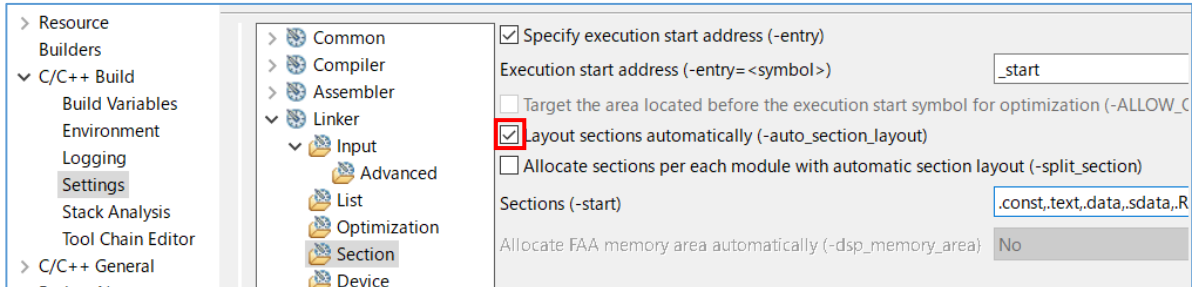 Resource
Builders
C/C++ Build
Build Variables
Environment
Logging
Settings
Stack Analysis
Tool Chain Editor
C/C++ General
Common
Compiler
Assembler
Linker
Input
Advanced
List
Optimization
Section
Device
Specify execution start address (-entry)
Execution start address (-entry=<symbol>)
_start
Target the area located before the execution start symbol for optimization (-ALLOW_
Layout sections automatically (-auto_section_layout)
Allocate sections per each module with automatic section layout (-split_section)
Sections (-start)
.const,.text,.data,.sdata,.R
Allocate FAA memory area automatically (-dsp_memory_area)
No